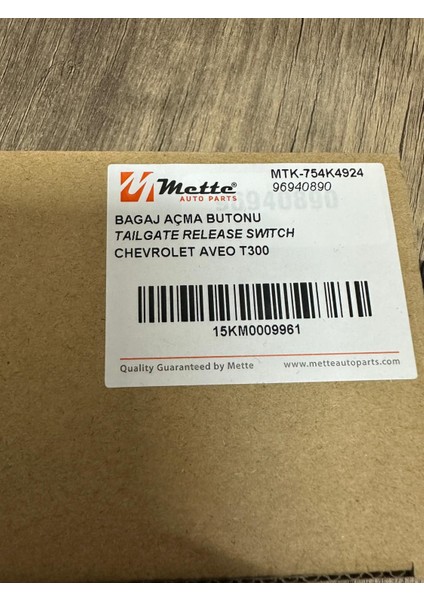 Mette®
AUTO PARTS
MTK-754K4924
96940890
96940890
BAGAJ AÇMA BUTONU
TAILGATE RELEASE SWITCH
CHEVROLET AVEO T300
15KM0009961
Quality Guaranteed by Mette
www.metteautoparts.com